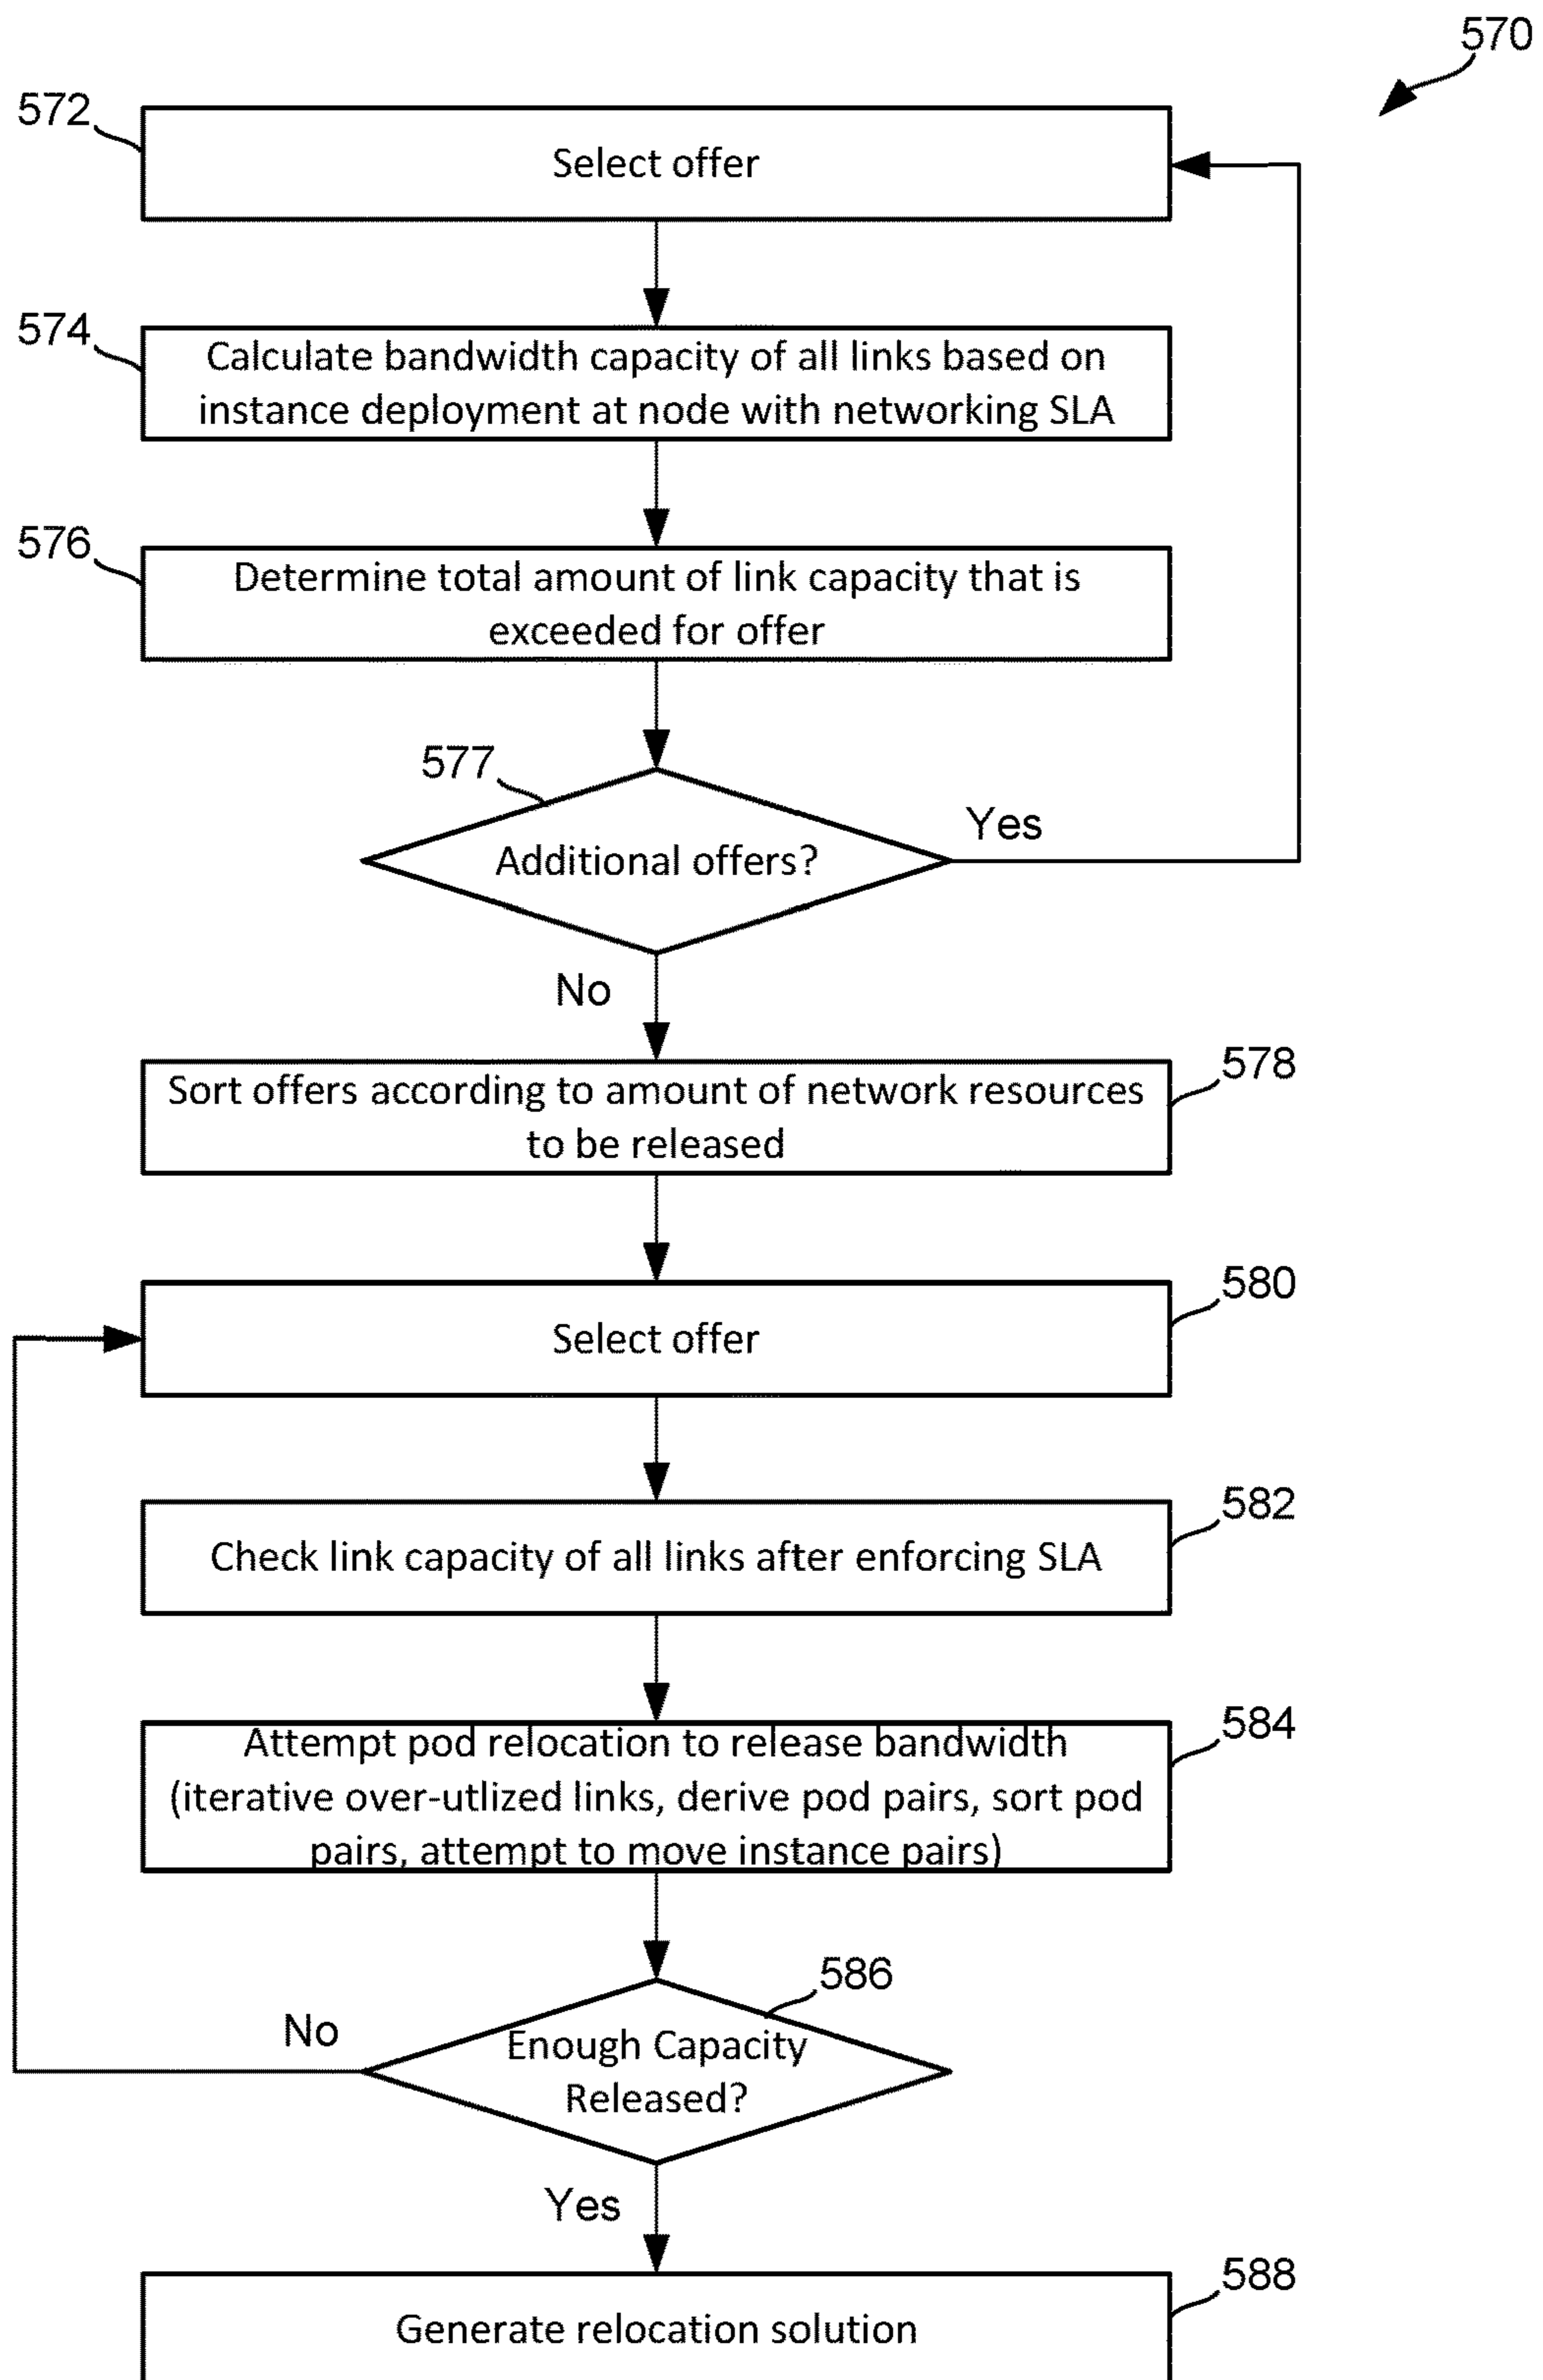 570
572
Select offer
574
Calculate bandwidth capacity of all links based on
instance deployment at node with networking SLA
576
Determine total amount of link capacity that is
exceeded for offer
577
Additional offers?
Yes
No
578
Sort offers according to amount of network resources
to be released
580
Select offer
582
Check link capacity of all links after enforcing SLA
584
Attempt pod relocation to release bandwidth
(iterative over-utlized links, derive pod pairs, sort pod
pairs, attempt to move instance pairs)
586
No
Enough Capacity
Released?
Yes
588
Generate relocation solution